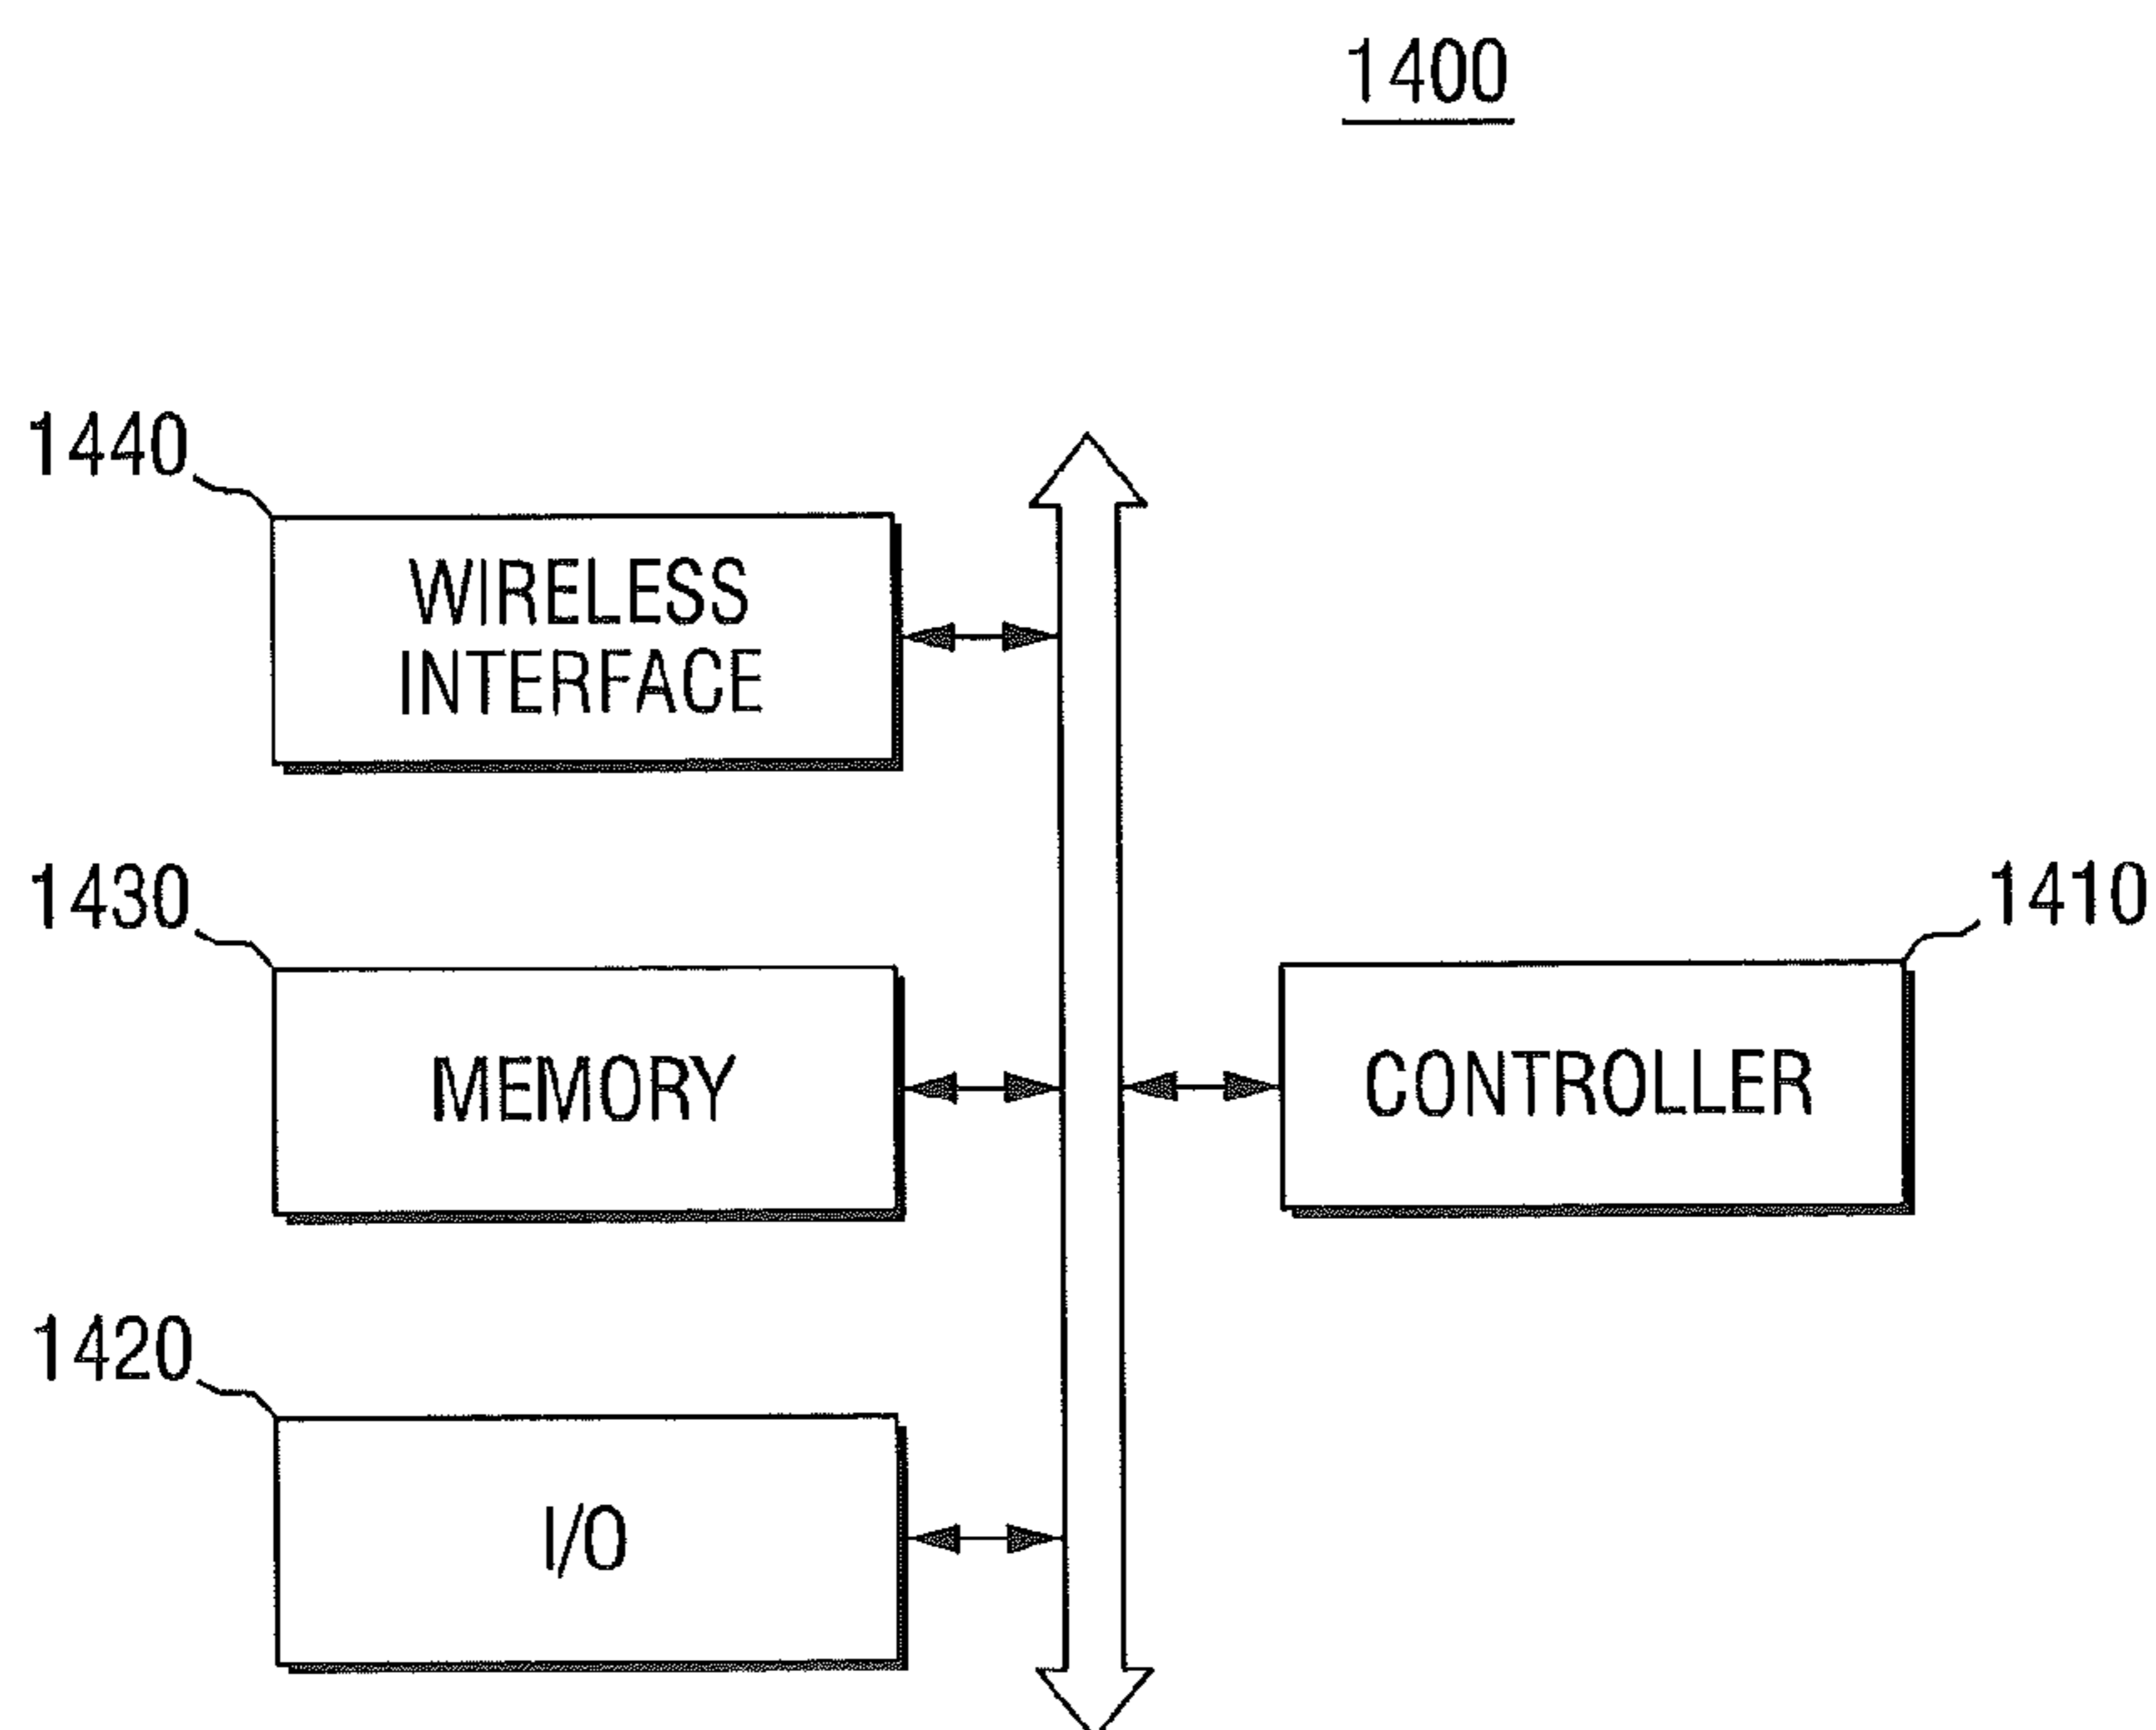 1400
1440
WIRELESS
INTERFACE
1430
MEMORY
1410
CONTROLLER
1420
I/O